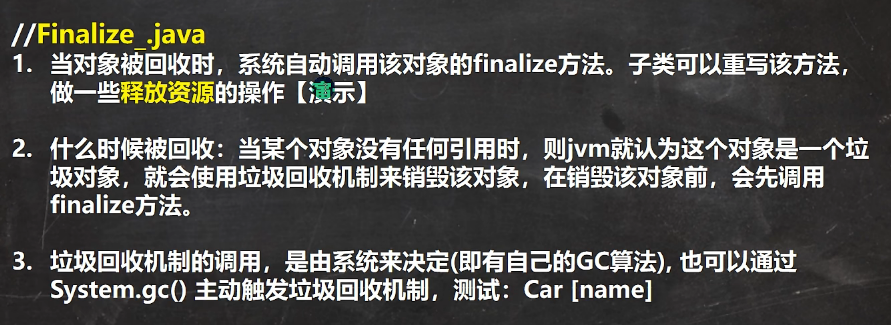 //Finalize_.java
1. 当对象被回收时，系统自动调用该对象的finalize方法。子类可以重写该方法，
做一些释放资源的操作【演示】
2. 什么时候被回收：当某个对象没有任何引用时，则jvm就认为这个对象是一个垃
圾对象，就会使用垃圾回收机制来销毁该对象，在销毁该对象前，会先调用
finalize方法。
3. 垃圾回收机制的调用，是由系统来决定(即有自己的GC算法), 也可以通过
System.gc() 主动触发垃圾回收机制，测试：Car [name]